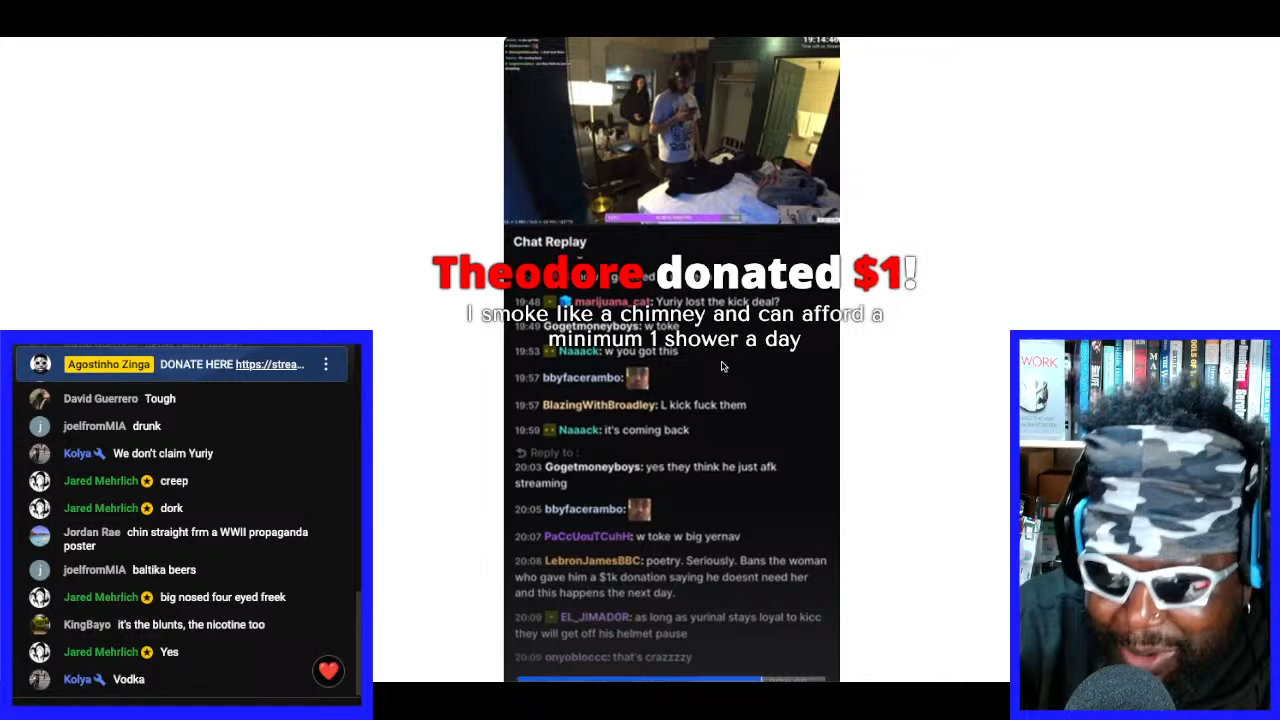 19:14:46
Chat Replay
Theodore donated $1!
19:48 marijuana_cat: Yuriy lost the kick deal?
I smoke like a chimney and can afford a
19:49 Gogetmoneyboys: w toke
minimum 1 shower a day
19:53 Naaack: w you got this
19:57 bbyfacerambo:
19:57 BlazingWithBroadley: L kick fuck them
19:59 Naaack: it's coming back
Reply to :
20:03 Gogetmoneyboys: yes they think he just afk
streaming
20:05 bbyfacerambo:
20:07 PaCcUouTCuhH: w toke w big yernav
20:08 LebronJamesBBC: poetry. Seriously. Bans the woman
who gave him a $1k donation saying he doesnt need her
and this happens the next day.
20:09 EL_JIMADOR: as long as yurinal stays loyal to kicc
they will get off his helmet pause
20:09 onyobloccc: that's crazzzzy
Agostinho Zinga DONATE HERE https://strea...
David Guerrero Tough
joelfromMIA drunk
Kolya We don't claim Yuriy
Jared Mehrlich creep
Jared Mehrlich dork
Jordan Rae chin straight frm a WWII propaganda
poster
joelfromMIA baltika beers
Jared Mehrlich big nosed four eyed freek
KingBayo it's the blunts, the nicotine too
Jared Mehrlich Yes
Kolya Vodka
WORK